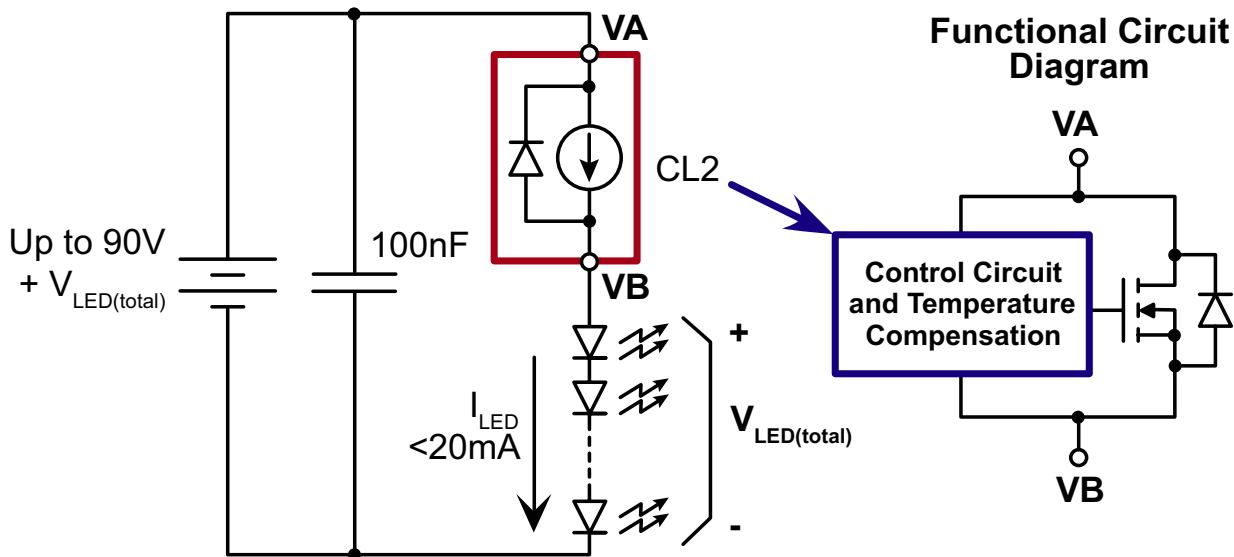 VA
Functional Circuit
Diagram
VA
CL2
Up to 90V
+ VLED(total)
100nF
VB
Control Circuit
and Temperature
Compensation
+
ILED
<20mA
VLED(total)
-
VB